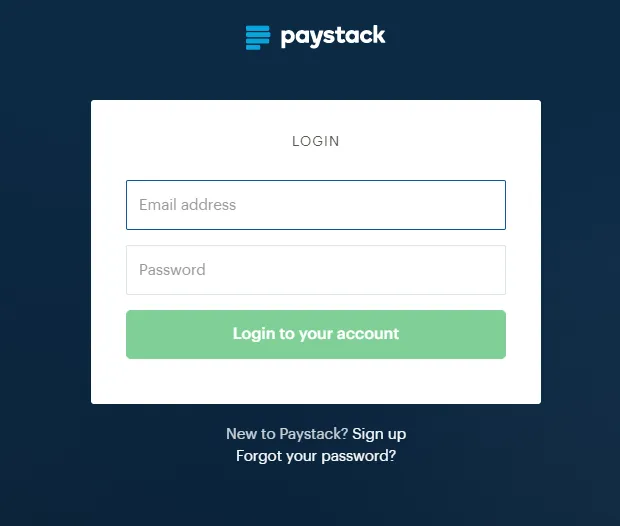 paystack
LOGIN
Email address
Password
Login to your account
New to Paystack? Sign up
Forgot your password?